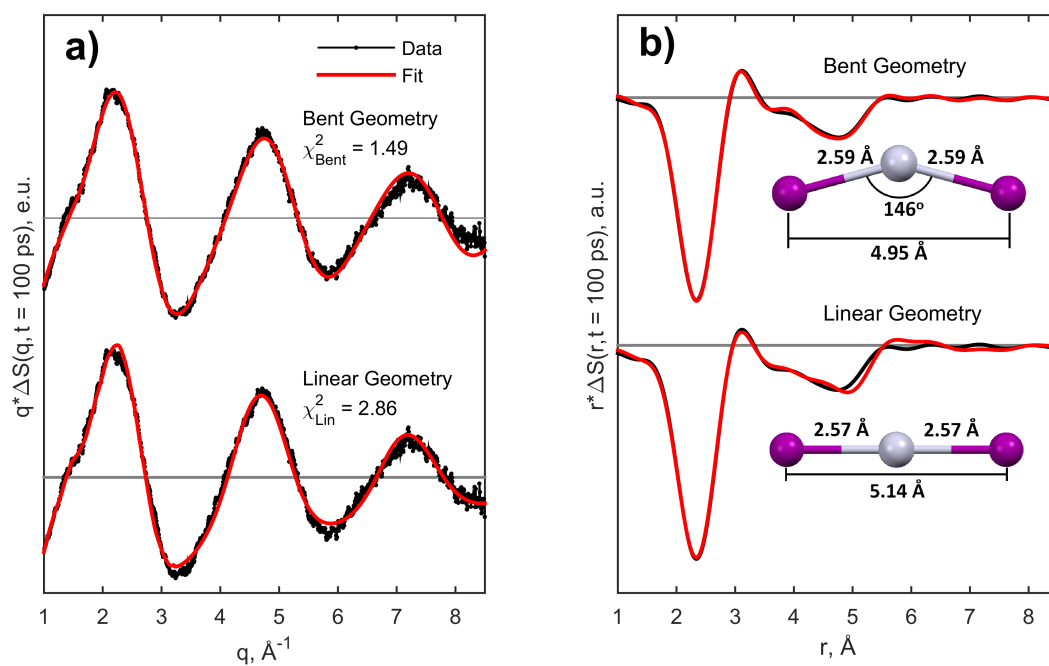 a)
Data
Fit
Bent Geometry
χ²_Bent = 1.49
Linear Geometry
χ²_Lin = 2.86
q*ΔS(q,t = 100 ps), e.u.
1 2 3 4 5 6 7 8
q, Å⁻¹
b)
Bent Geometry
2.59 Å 2.59 Å
146°
4.95 Å
Linear Geometry
2.57 Å 2.57 Å
5.14 Å
r*ΔS(r,t = 100 ps), a.u.
1 2 3 4 5 6 7 8
r, Å